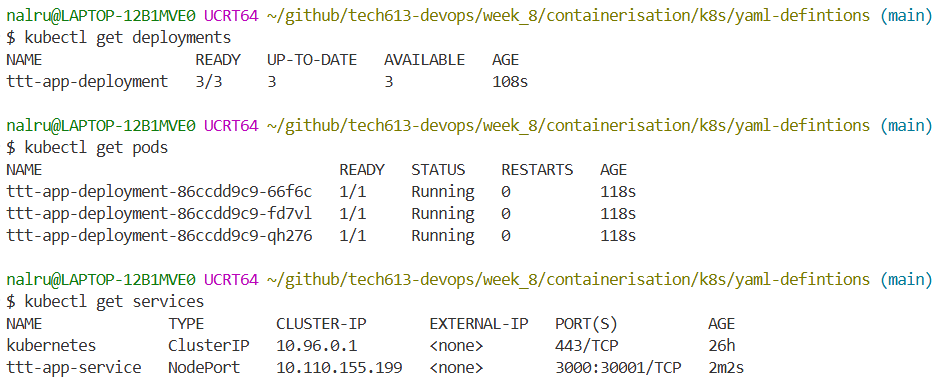 nalru@LAPTOP-12B1MVE0 UCRT64 ~/github/tech613-devops/week_8/containerisation/k8s/yaml-defintions (main)
$ kubectl get deployments
NAME                 READY   UP-TO-DATE   AVAILABLE   AGE
ttt-app-deployment   3/3     3            3           108s
nalru@LAPTOP-12B1MVE0 UCRT64 ~/github/tech613-devops/week_8/containerisation/k8s/yaml-defintions (main)
$ kubectl get pods
NAME                                 READY   STATUS    RESTARTS   AGE
ttt-app-deployment-86ccdd9c9-66f6c   1/1     Running   0          118s
ttt-app-deployment-86ccdd9c9-fd7vl   1/1     Running   0          118s
ttt-app-deployment-86ccdd9c9-qh276   1/1     Running   0          118s
nalru@LAPTOP-12B1MVE0 UCRT64 ~/github/tech613-devops/week_8/containerisation/k8s/yaml-defintions (main)
$ kubectl get services
NAME              TYPE        CLUSTER-IP       EXTERNAL-IP   PORT(S)          AGE
kubernetes        ClusterIP   10.96.0.1        <none>        443/TCP          26h
ttt-app-service   NodePort    10.110.155.199   <none>        3000:30001/TCP   2m2s